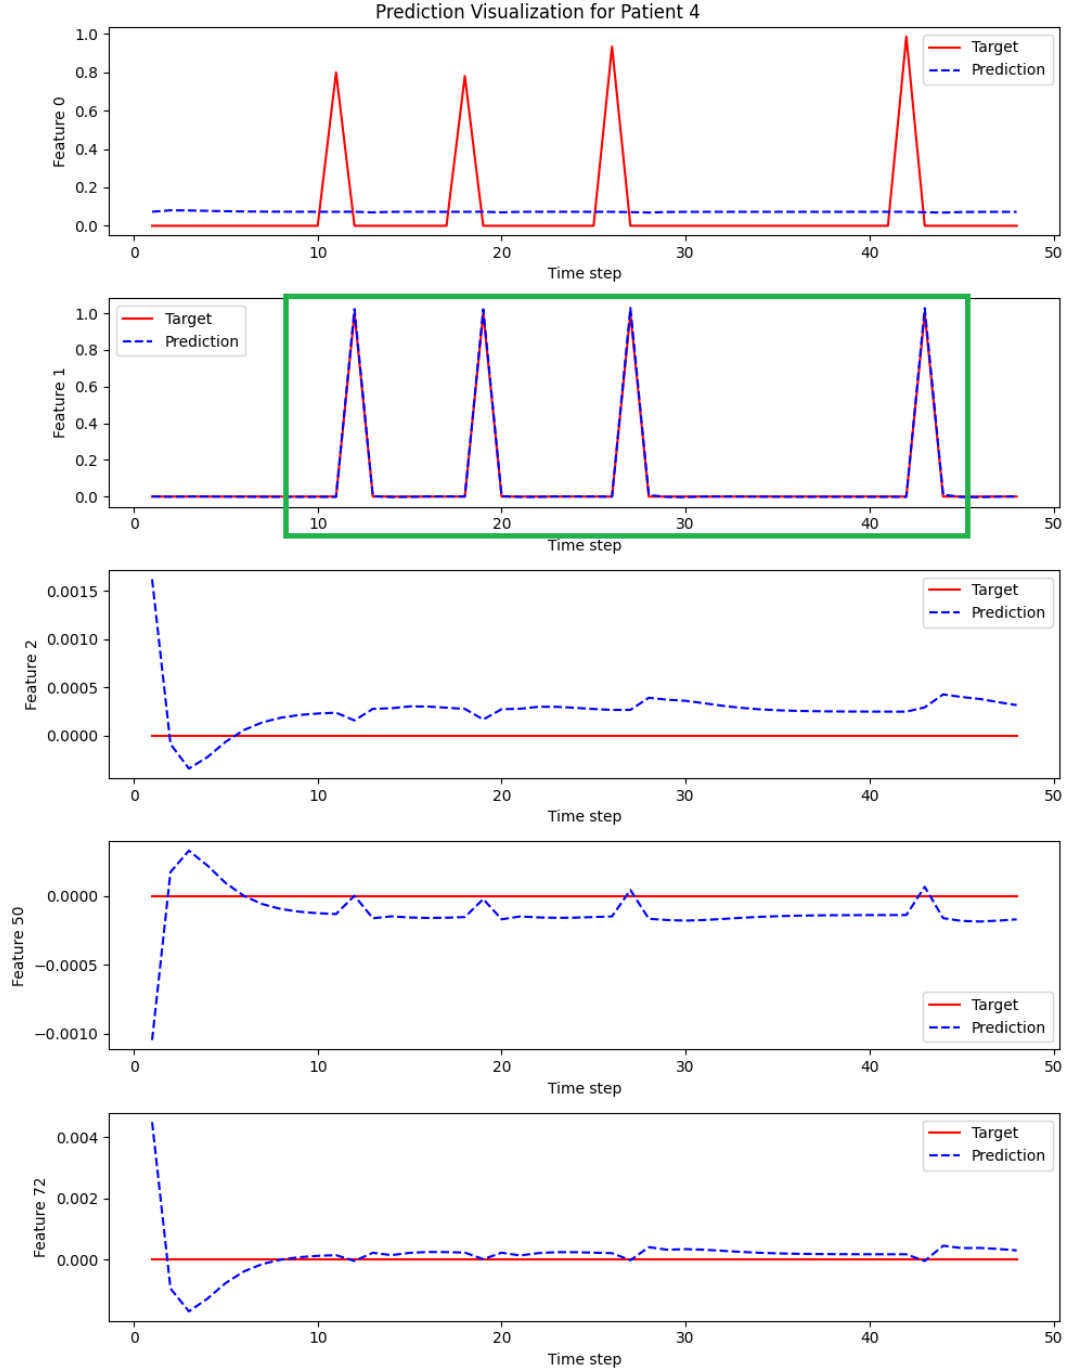 Prediction Visualization for Patient 4
1.0
0.8
0.6
0.4
0.2
0.0
Feature 0
Target
Prediction
0 10 20 30 40 50
Time step
1.0
0.8
0.6
0.4
0.2
0.0
Feature 1
Target
Prediction
0 10 20 30 40 50
Time step
0.0015
0.0010
0.0005
0.0000
Feature 2
Target
Prediction
0 10 20 30 40 50
Time step
0.0000
−0.0005
−0.0010
Feature 50
Target
Prediction
0 10 20 30 40 50
Time step
0.004
0.002
0.000
Feature 72
Target
Prediction
0 10 20 30 40 50
Time step